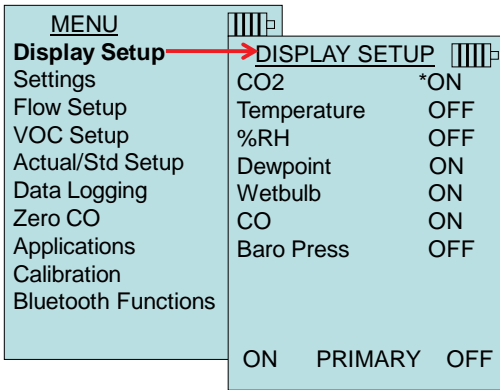 MENU
Display Setup
Settings
Flow Setup
VOC Setup
Actual/Std Setup
Data Logging
Zero CO
Applications
Calibration
Bluetooth Functions
DISPLAY SETUP
CO2 *ON
Temperature OFF
%RH OFF
Dewpoint ON
Wetbulb ON
CO ON
Baro Press OFF
ON PRIMARY OFF